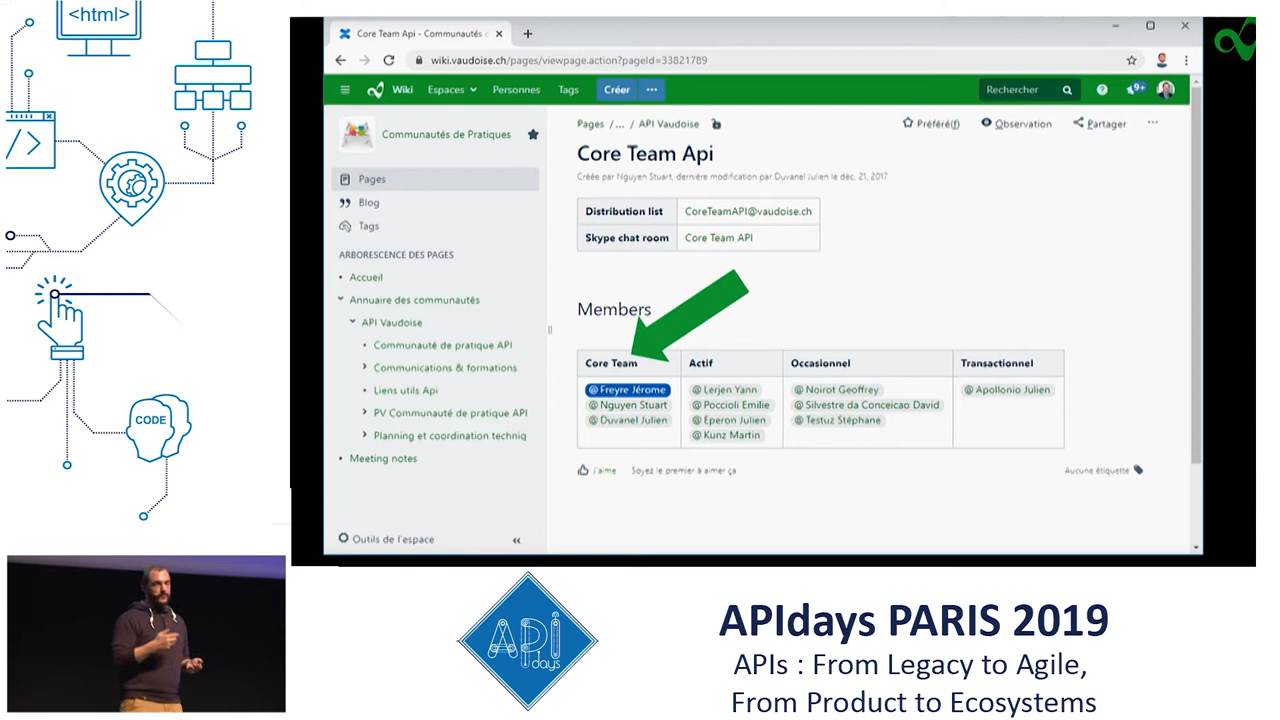 <html>
</>
CODE
Core Team Api - Communautés
wiki.vaudoise.ch/pages/viewpage.action?pageId=33821789
Wiki Espaces Personnes Tags Créer ... Rechercher ? 9+
Communautés de Pratiques
Pages
Blog
Tags
ARBORESCENCE DES PAGES
Accueil
Annuaire des communautés
API Vaudoise
Communauté de pratique API
Communications & formations
Liens utils Api
PV Communauté de pratique API
Planning et coordination techniq
Meeting notes
Outils de l'espace
Pages /... / API Vaudoise
Préféré(f) Observation Partager ...
Core Team Api
Créée par Nguyen Stuart, dernière modification par Duvanel Julien le déc. 21, 2017
Distribution list CoreTeamAPI@vaudoise.ch
Skype chat room Core Team API
Members
Core Team Actif Occasionnel Transactionnel
@ Freyre Jérome @ Lerjen Yann @ Noirot Geoffrey @ Apollonio Julien
@ Nguyen Stuart @ Poccioli Emilie @ Silvestre da Conceicao David
@ Duvanel Julien @ Eperon Julien @ Testuz Stéphane
@ Kunz Martin
J'aime Soyez le premier à aimer ça Aucune étiquette
API
days
APIdays PARIS 2019
APIs : From Legacy to Agile,
From Product to Ecosystems